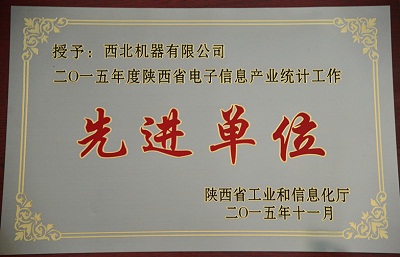 授予：西北机器有限公司
二〇一五年度陕西省电子信息产业统计工作
先进单位
陕西省工业和信息化厅
二〇一五年十一月